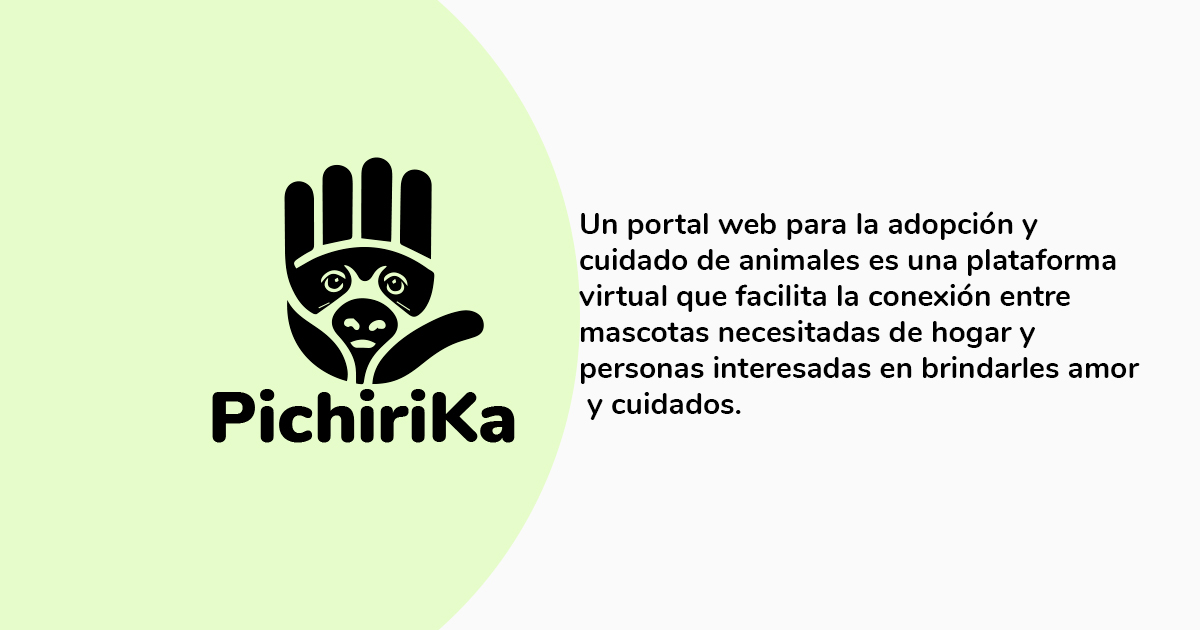 PichiriKa
Un portal web para la adopción y
cuidado de animales es una plataforma
virtual que facilita la conexión entre
mascotas necesitadas de hogar y
personas interesadas en brindarles amor
y cuidados.